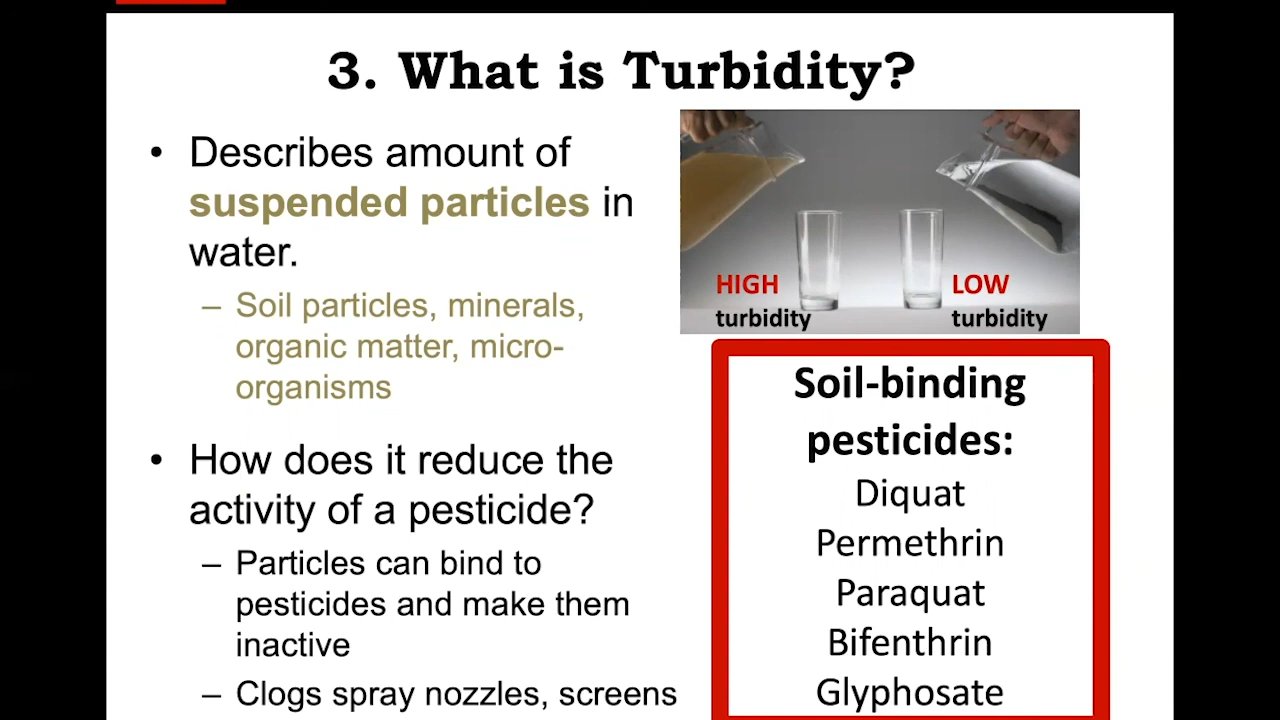 3. What is Turbidity?
• Describes amount of
suspended particles in
water.
– Soil particles, minerals,
organic matter, micro-
organisms
• How does it reduce the
activity of a pesticide?
– Particles can bind to
pesticides and make them
inactive
– Clogs spray nozzles, screens
HIGH
turbidity
LOW
turbidity
Soil-binding
pesticides:
Diquat
Permethrin
Paraquat
Bifenthrin
Glyphosate